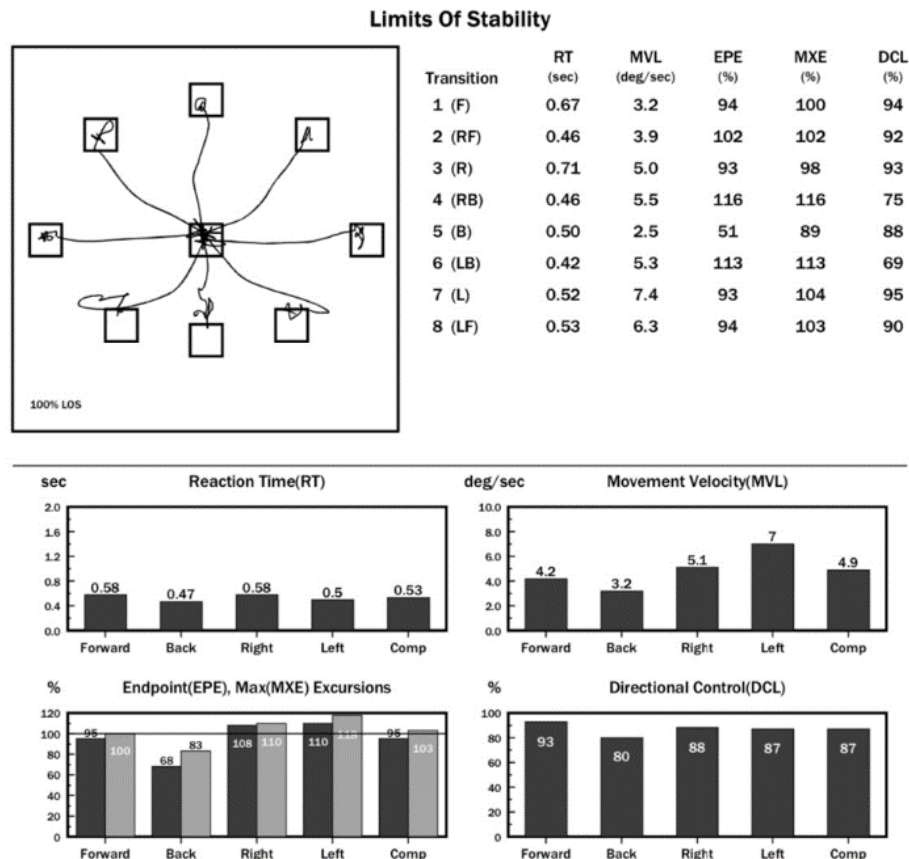 Limits Of Stability
RT MVL EPE MXE DCL
Transition (sec) (deg/sec) (%) (%) (%)
1 (F) 0.67 3.2 94 100 94
2 (RF) 0.46 3.9 102 102 92
3 (R) 0.71 5.0 93 98 93
4 (RB) 0.46 5.5 116 116 75
5 (B) 0.50 2.5 51 89 88
6 (LB) 0.42 5.3 113 113 69
7 (L) 0.52 7.4 93 104 95
8 (LF) 0.53 6.3 94 103 90
100% LOS
sec Reaction Time(RT)
2.0
1.6
1.2
0.8
0.4
0.0
0.58 0.47 0.58 0.5 0.53
Forward Back Right Left Comp
deg/sec Movement Velocity(MVL)
10.0
8.0
6.0
4.0
2.0
0.0
4.2 3.2 5.1 7 4.9
Forward Back Right Left Comp
% Endpoint(EPE), Max(MXE) Excursions
120
100
80
60
40
20
0
95 100 68 83 108 110 110 95 103
Forward Back Right Left Comp
% Directional Control(DCL)
100
80
60
40
20
0
93 80 88 87 87
Forward Back Right Left Comp